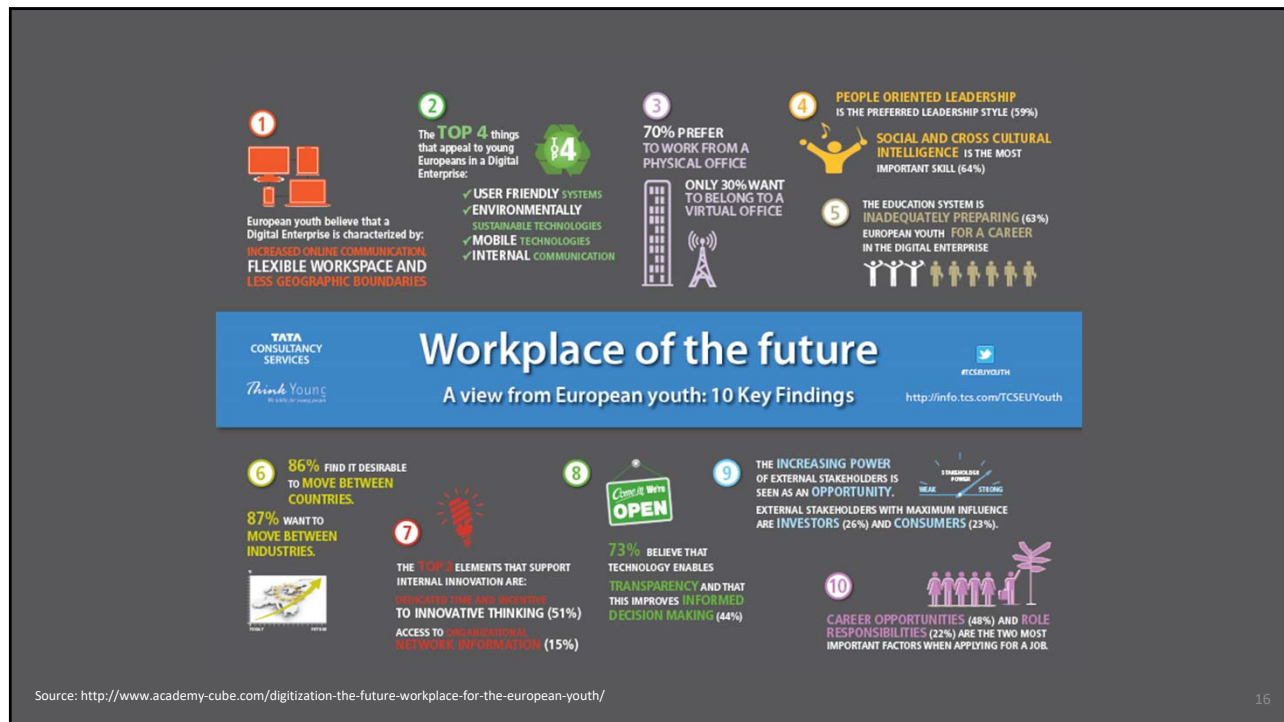 1
European youth believe that a
Digital Enterprise is characterized by:
INCREASED ONLINE COMMUNICATION,
FLEXIBLE WORKSPACE AND
LESS GEOGRAPHIC BOUNDARIES
2
The TOP 4 things
that appeal to young
Europeans in a Digital
Enterprise:
TOP 4
✓USER FRIENDLY SYSTEMS
✓ENVIRONMENTALLY
SUSTAINABLE TECHNOLOGIES
✓MOBILE TECHNOLOGIES
✓INTERNAL COMMUNICATION
3
70% PREFER
TO WORK FROM A
PHYSICAL OFFICE
ONLY 30% WANT
TO BELONG TO A
VIRTUAL OFFICE
4
PEOPLE ORIENTED LEADERSHIP
IS THE PREFERRED LEADERSHIP STYLE (59%)
SOCIAL AND CROSS CULTURAL
INTELLIGENCE IS THE MOST
IMPORTANT SKILL (64%)
5
THE EDUCATION SYSTEM IS
INADEQUATELY PREPARING (63%)
EUROPEAN YOUTH FOR A CAREER
IN THE DIGITAL ENTERPRISE
TATA
CONSULTANCY
SERVICES
Think Young
Workplace of the future
A view from European youth: 10 Key Findings
#TCSEUYOUTH
http://info.tcs.com/TCSEUYouth
6
86% FIND IT DESIRABLE
TO MOVE BETWEEN
COUNTRIES.
87% WANT TO
MOVE BETWEEN
INDUSTRIES.
TODAY FUTURE
7
THE TOP 2 ELEMENTS THAT SUPPORT
INTERNAL INNOVATION ARE:
DEDICATED TIME AND INCENTIVE
TO INNOVATIVE THINKING (51%)
ACCESS TO ORGANIZATIONAL
NETWORK INFORMATION (15%)
8
Come in We're
OPEN
73% BELIEVE THAT
TECHNOLOGY ENABLES
TRANSPARENCY AND THAT
THIS IMPROVES INFORMED
DECISION MAKING (44%)
9
THE INCREASING POWER
OF EXTERNAL STAKEHOLDERS IS
SEEN AS AN OPPORTUNITY.
STAKEHOLDER
POWER
WEAK STRONG
EXTERNAL STAKEHOLDERS WITH MAXIMUM INFLUENCE
ARE INVESTORS (26%) AND CONSUMERS (23%).
10
CAREER OPPORTUNITIES (48%) AND ROLE
RESPONSIBILITIES (22%) ARE THE TWO MOST
IMPORTANT FACTORS WHEN APPLYING FOR A JOB.
Source: http://www.academy-cube.com/digitization-the-future-workplace-for-the-european-youth/
16